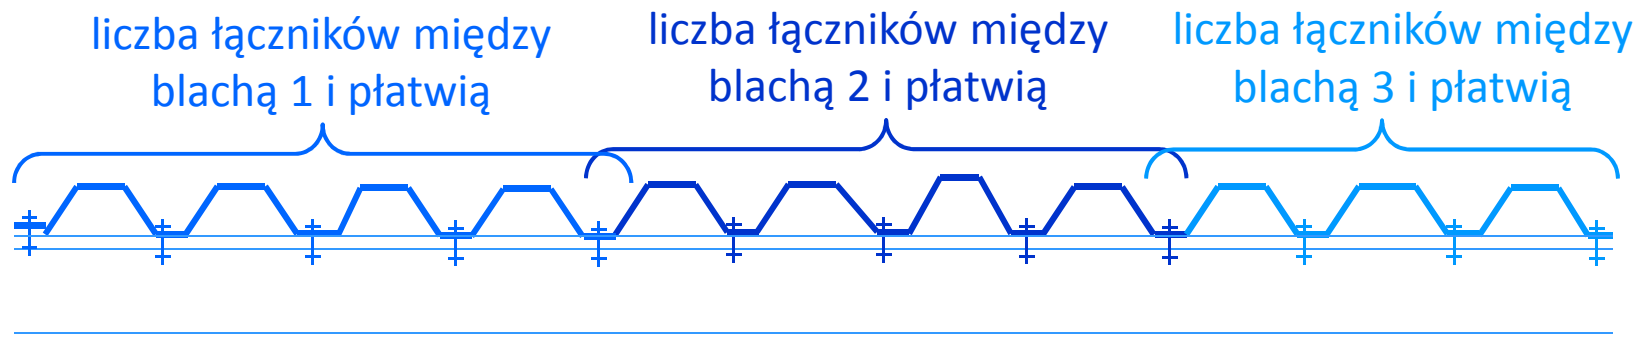 liczba łączników między
blachą 1 i płatwią
liczba łączników między
blachą 2 i płatwią
liczba łączników między
blachą 3 i płatwią